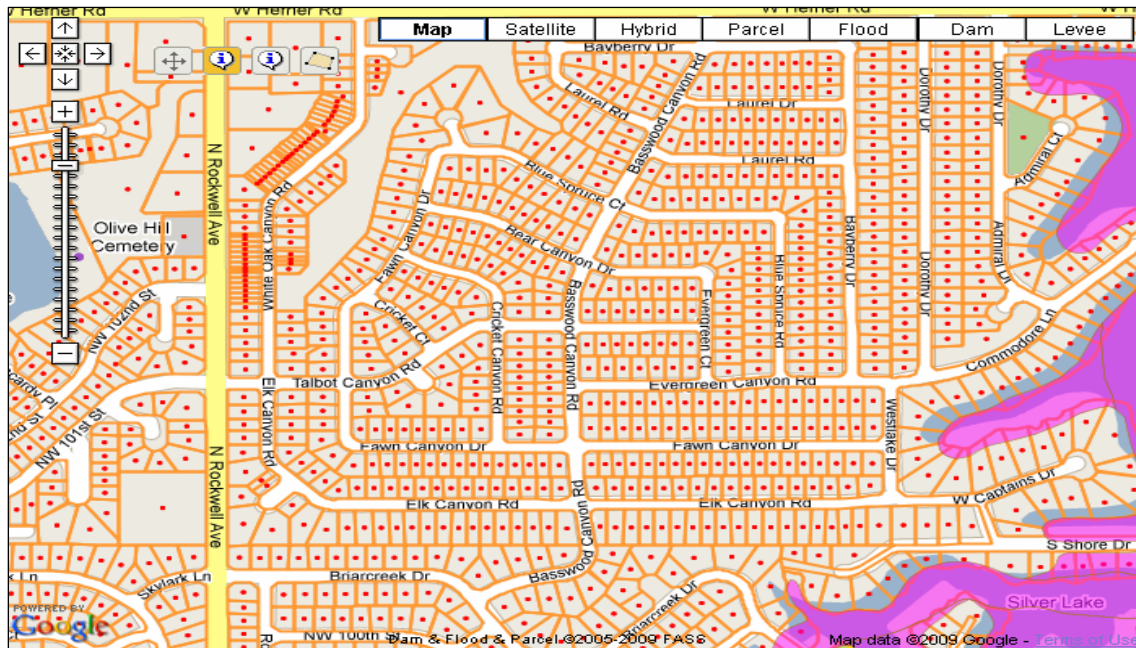 W Hefner Rd
N Rockwell Ave
W Hefner Rd
Map
Satellite
Hybrid
Parcel
Flood
Dam
Levee
Bayberry Dr
Laurel Rd
Basswood Canyon Rd
Laurel Dr
Laurel Rd
Dorothy Dr
Dorothy Dr
Admiral Ct
N Rockwell Ave
White Oak Canyon Rd
Olive Hill
Cemetery
Fawn Canyon Dr
Blue Spruce Ct
Bear Canyon Dr
Bayberry Dr
Blue Spruce Rd
Dorothy Dr
Admiral Dr
NW 102nd St
Cricket Ct
Cricket Canyon Rd
Basswood Canyon Rd
Evergreen Ct
Commodore Ln
Talbot Canyon Rd
Evergreen Canyon Rd
Elk Canyon Rd
NW 101st St
Westlake Dr
Fawn Canyon Dr
Fawn Canyon Dr
Elk Canyon Rd
Elk Canyon Rd
Basswood Canyon Rd
W Captains Dr
S Shore Dr
Skylark Ln
Briarcreek Dr
Briarcreek Dr
Silver Lake
NW 100th St
POWERED BY
Google
Dam & Flood & Parcel ©2005-2009 FASS
Map data ©2009 Google - Terms of Use